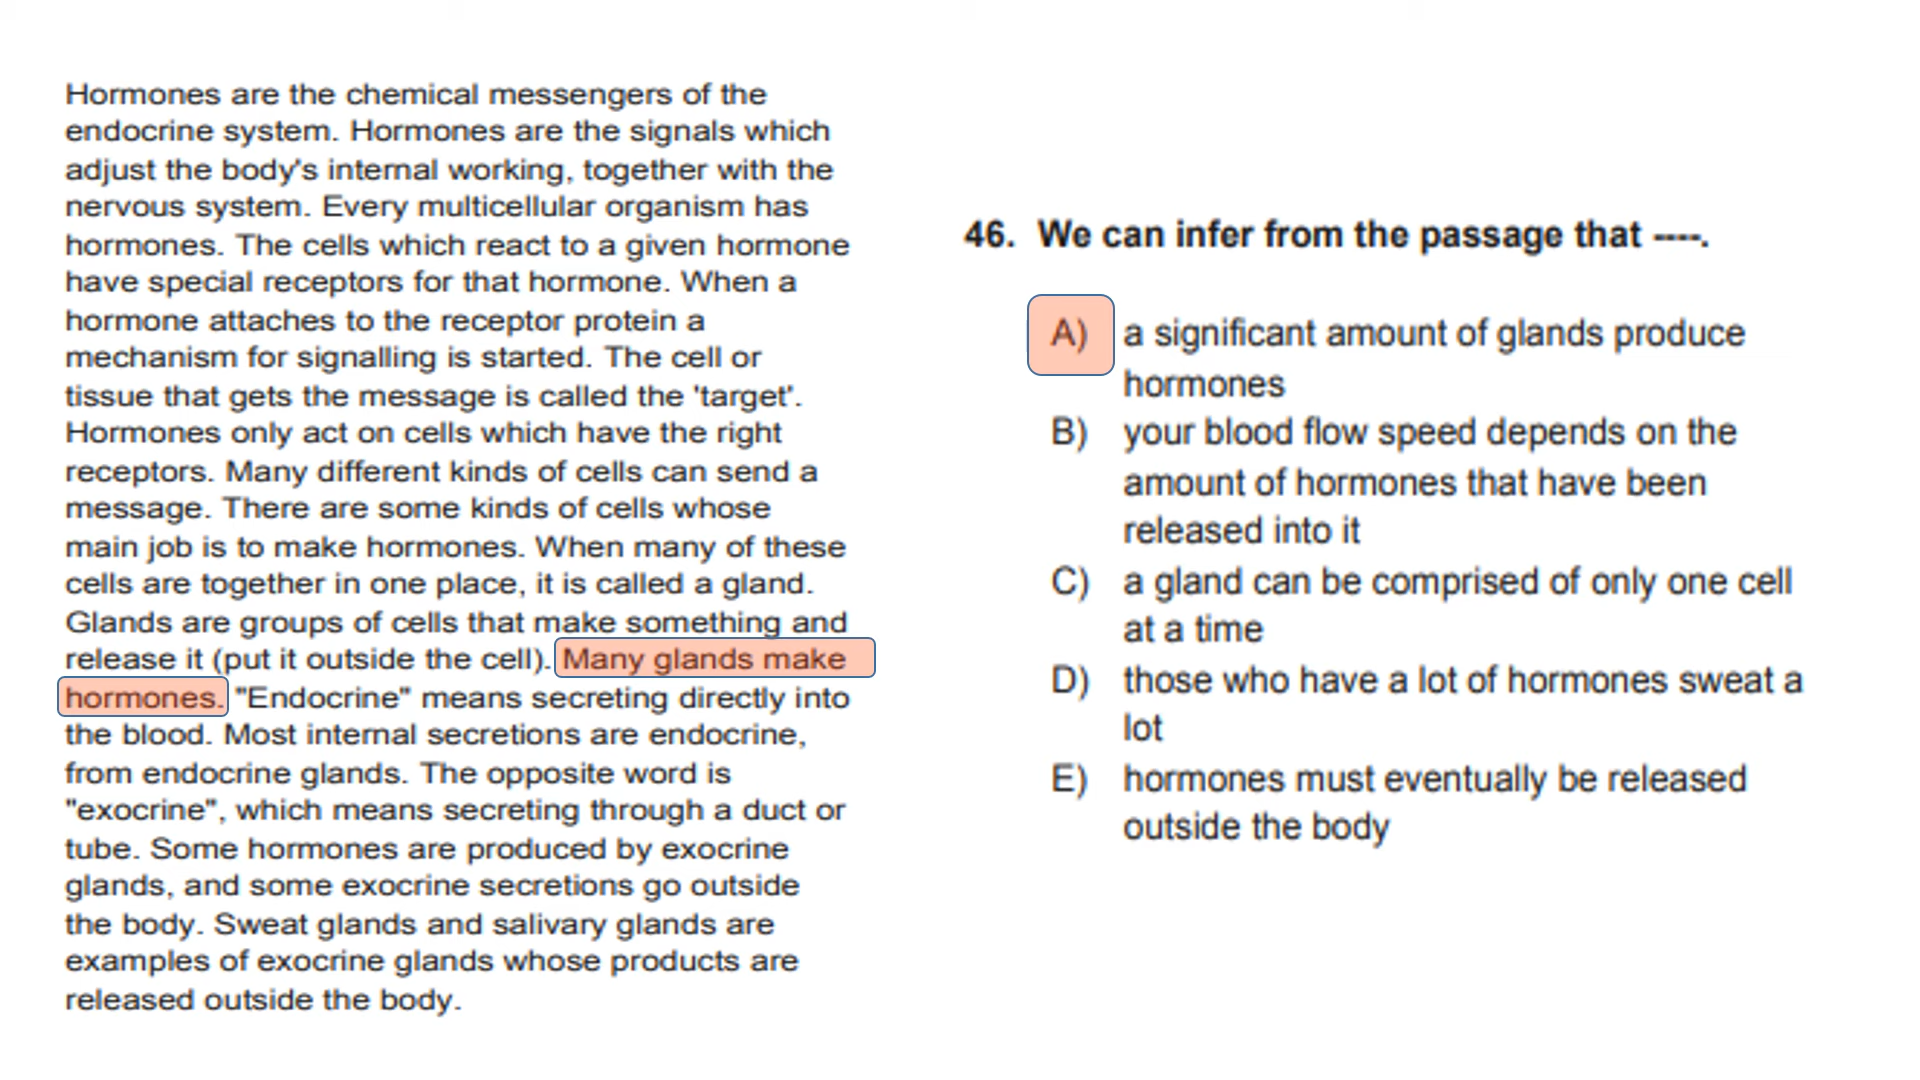 Hormones are the chemical messengers of the
endocrine system. Hormones are the signals which
adjust the body's internal working, together with the
nervous system. Every multicellular organism has
hormones. The cells which react to a given hormone
have special receptors for that hormone. When a
hormone attaches to the receptor protein a
mechanism for signalling is started. The cell or
tissue that gets the message is called the 'target'.
Hormones only act on cells which have the right
receptors. Many different kinds of cells can send a
message. There are some kinds of cells whose
main job is to make hormones. When many of these
cells are together in one place, it is called a gland.
Glands are groups of cells that make something and
release it (put it outside the cell). Many glands make
hormones. "Endocrine" means secreting directly into
the blood. Most internal secretions are endocrine,
from endocrine glands. The opposite word is
"exocrine", which means secreting through a duct or
tube. Some hormones are produced by exocrine
glands, and some exocrine secretions go outside
the body. Sweat glands and salivary glands are
examples of exocrine glands whose products are
released outside the body.
46. We can infer from the passage that ----.
A) a significant amount of glands produce
hormones
B) your blood flow speed depends on the
amount of hormones that have been
released into it
C) a gland can be comprised of only one cell
at a time
D) those who have a lot of hormones sweat a
lot
E) hormones must eventually be released
outside the body